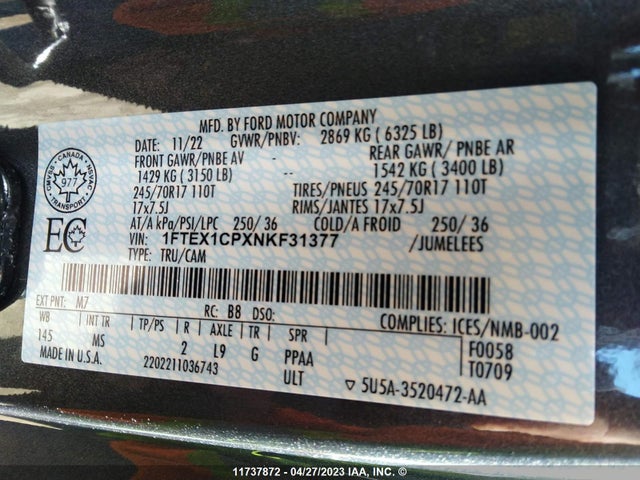 MFD. BY FORD MOTOR COMPANY
DATE: 11/22 GVWR/PNBV: 2869 KG ( 6325 LB)
FRONT GAWR/PNBE AV REAR GAWR/ PNBE AR
1429 KG ( 3150 LB) 1542 KG ( 3400 LB)
245/70R17 110T TIRES/PNEUS 245/70R17 110T
17x7.5J RIMS/JANTES 17x7.5J
AT/A kPa/PSI/LPC 250/ 36 COLD/A FROID 250/ 36
VIN: 1FTEX1CPXNKF31377 /JUMELEES
TYPE: TRU/CAM
CANADA
977
TRANSPORT
EC
EXT PNT: M7 RC: B8 DSO:
WB INT TR TP/PS R AXLE TR SPR COMPLIES: ICES/NMB-002
145 MS 2 L9 G PPAA F0058
MADE IN U.S.A. 2202211036743 ULT T0709
5U5A-3520472-AA
11737872 - 04/27/2023 IAA, INC. ©